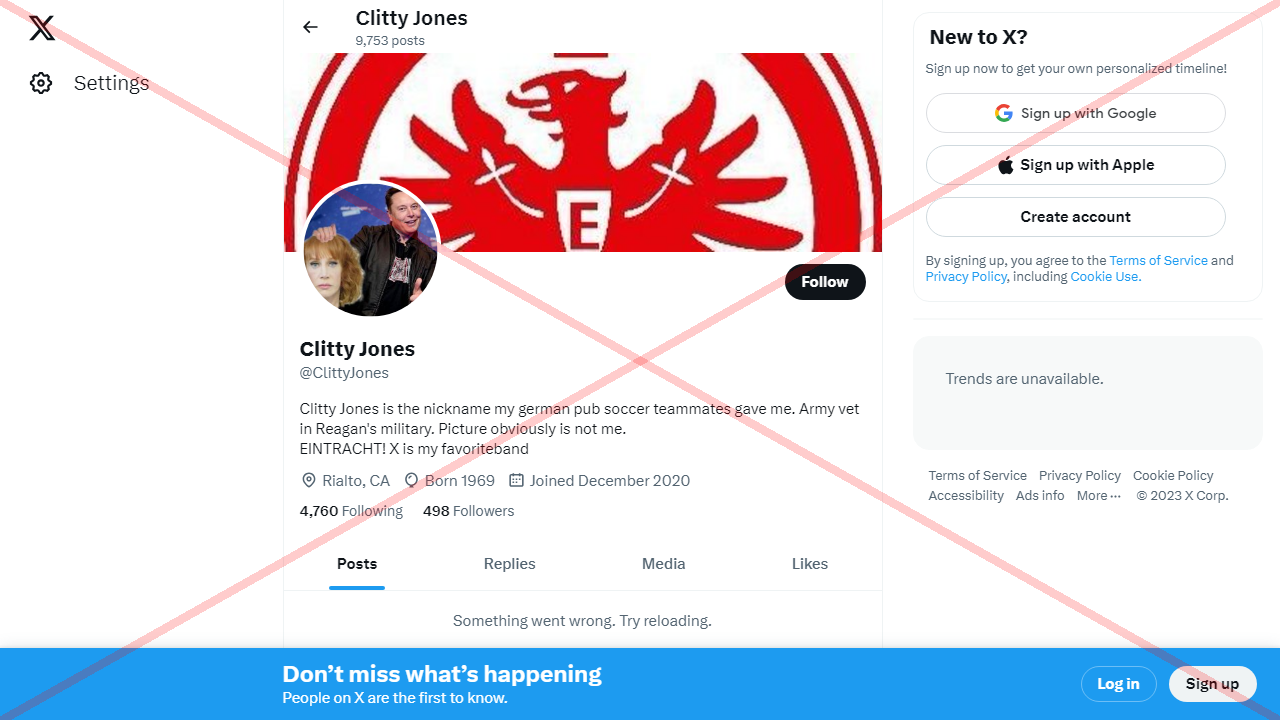 Settings
Clitty Jones
9,753 posts
E
Follow
Clitty Jones
@ClittyJones
Clitty Jones is the nickname my german pub soccer teammates gave me. Army vet
in Reagan's military. Picture obviously is not me.
EINTRACHT! X is my favoriteband
Rialto, CA Born 1969 Joined December 2020
4,760 Following 498 Followers
Posts Replies Media Likes
Something went wrong. Try reloading.
New to X?
Sign up now to get your own personalized timeline!
Sign up with Google
Sign up with Apple
Create account
By signing up, you agree to the Terms of Service and
Privacy Policy, including Cookie Use.
Trends are unavailable.
Terms of Service Privacy Policy Cookie Policy
Accessibility Ads info More ··· © 2023 X Corp.
Don’t miss what’s happening
People on X are the first to know.
Log in Sign up